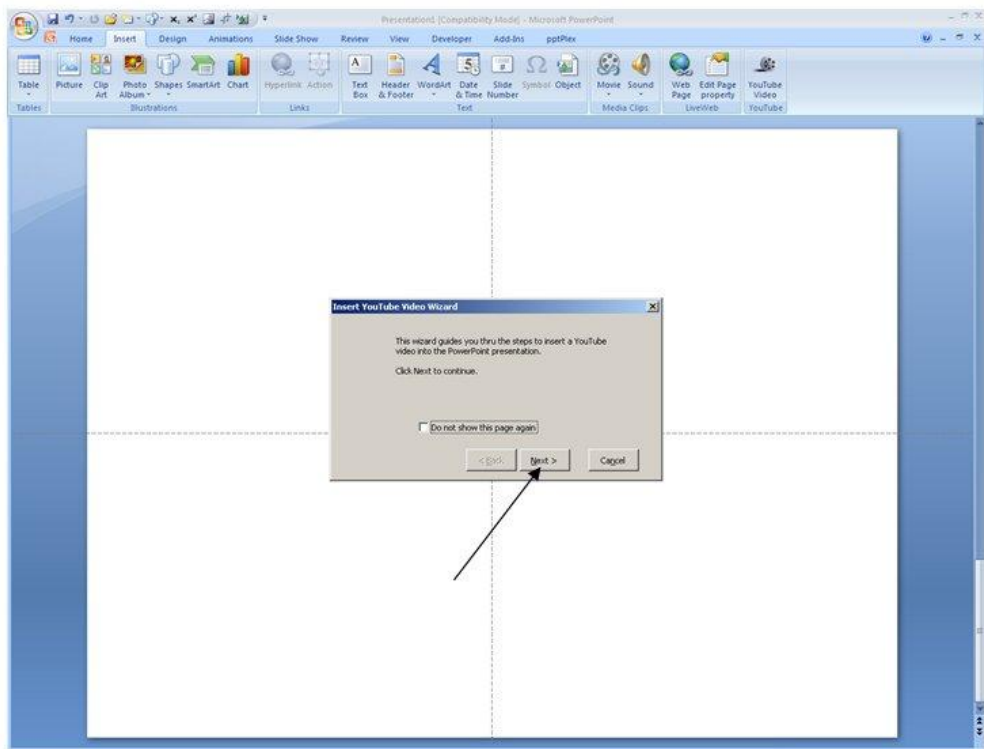 Presentation1 [Compatibility Mode] - Microsoft PowerPoint
Home Insert Design Animations Slide Show Review View Developer Add-Ins pptPlex
Table Picture Clip Art Photo Album Shapes SmartArt Chart Hyperlink Action Text Box Header & Footer WordArt Date & Time Slide Number Symbol Object Movie Sound Web Page Edit Page property YouTube Video
Tables Illustrations Links Text Media Clips LiveWeb YouTube
Insert YouTube Video Wizard
This wizard guides you thru the steps to insert a YouTube
video into the PowerPoint presentation.
Click Next to continue.
Do not show this page again
< Back Next > Cancel